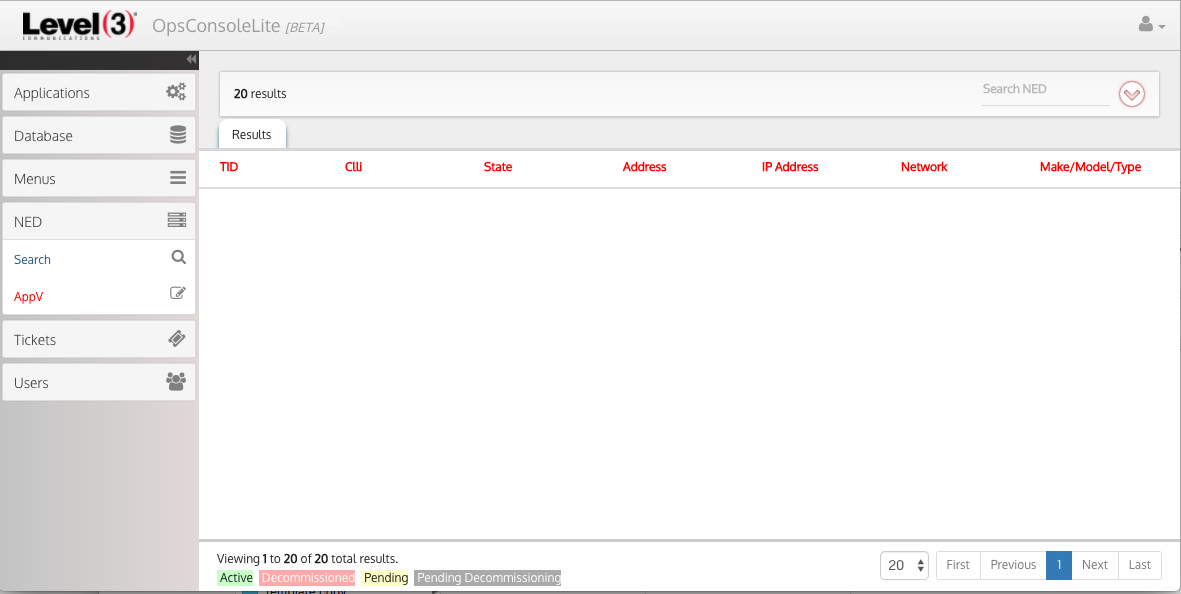 Level(3) OpsConsoleLite [BETA]
COMMUNICATIONS
Applications
Database
Menus
NED
Search
AppV
Tickets
Users
20 results
Search NED
Results
TID Clli State Address IP Address Network Make/Model/Type
Viewing 1 to 20 of 20 total results.
Active Decommissioned Pending Pending Decommissioning
20 First Previous 1 Next Last